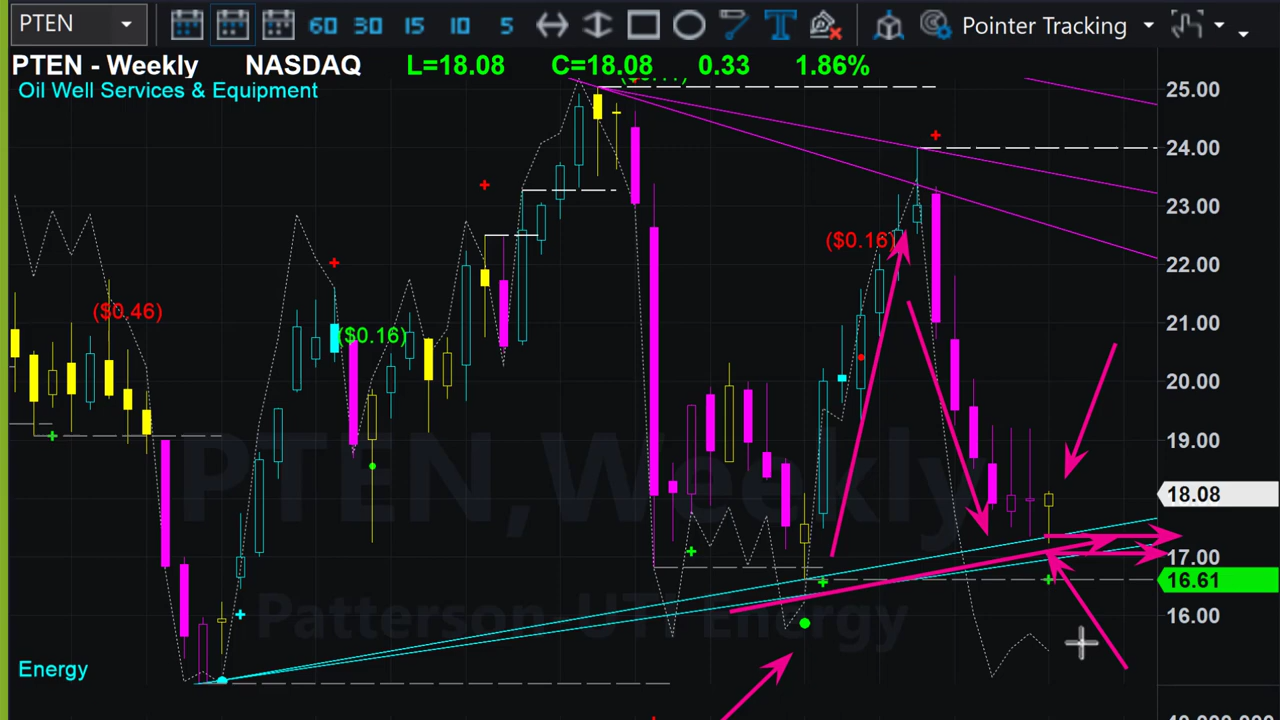 PTEN 60 30 15 10 5 Pointer Tracking
PTEN - Weekly NASDAQ L=18.08 C=18.08 0.33 1.86%
Oil Well Services & Equipment
25.00
24.00
23.00
22.00
21.00
20.00
19.00
18.08
17.00
16.61
16.00
($0.46)
($0.16)
($0.16)
PTEN, Weekly
Patterson-UTI Energy
Energy